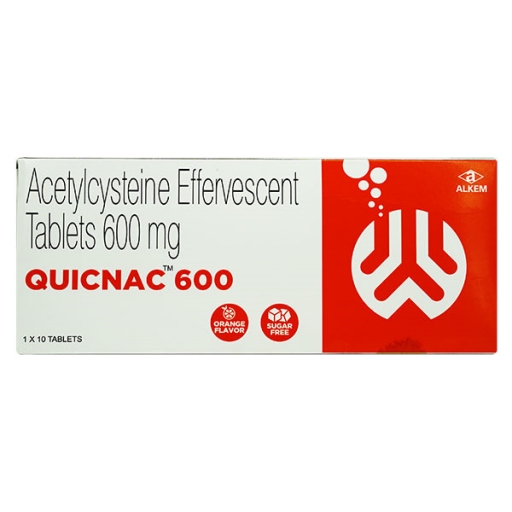 Acetylcysteine Effervescent
Tablets 600 mg
QUICNAC™ 600
ORANGE
FLAVOR
SUGAR
FREE
1 X 10 TABLETS
a
ALKEM